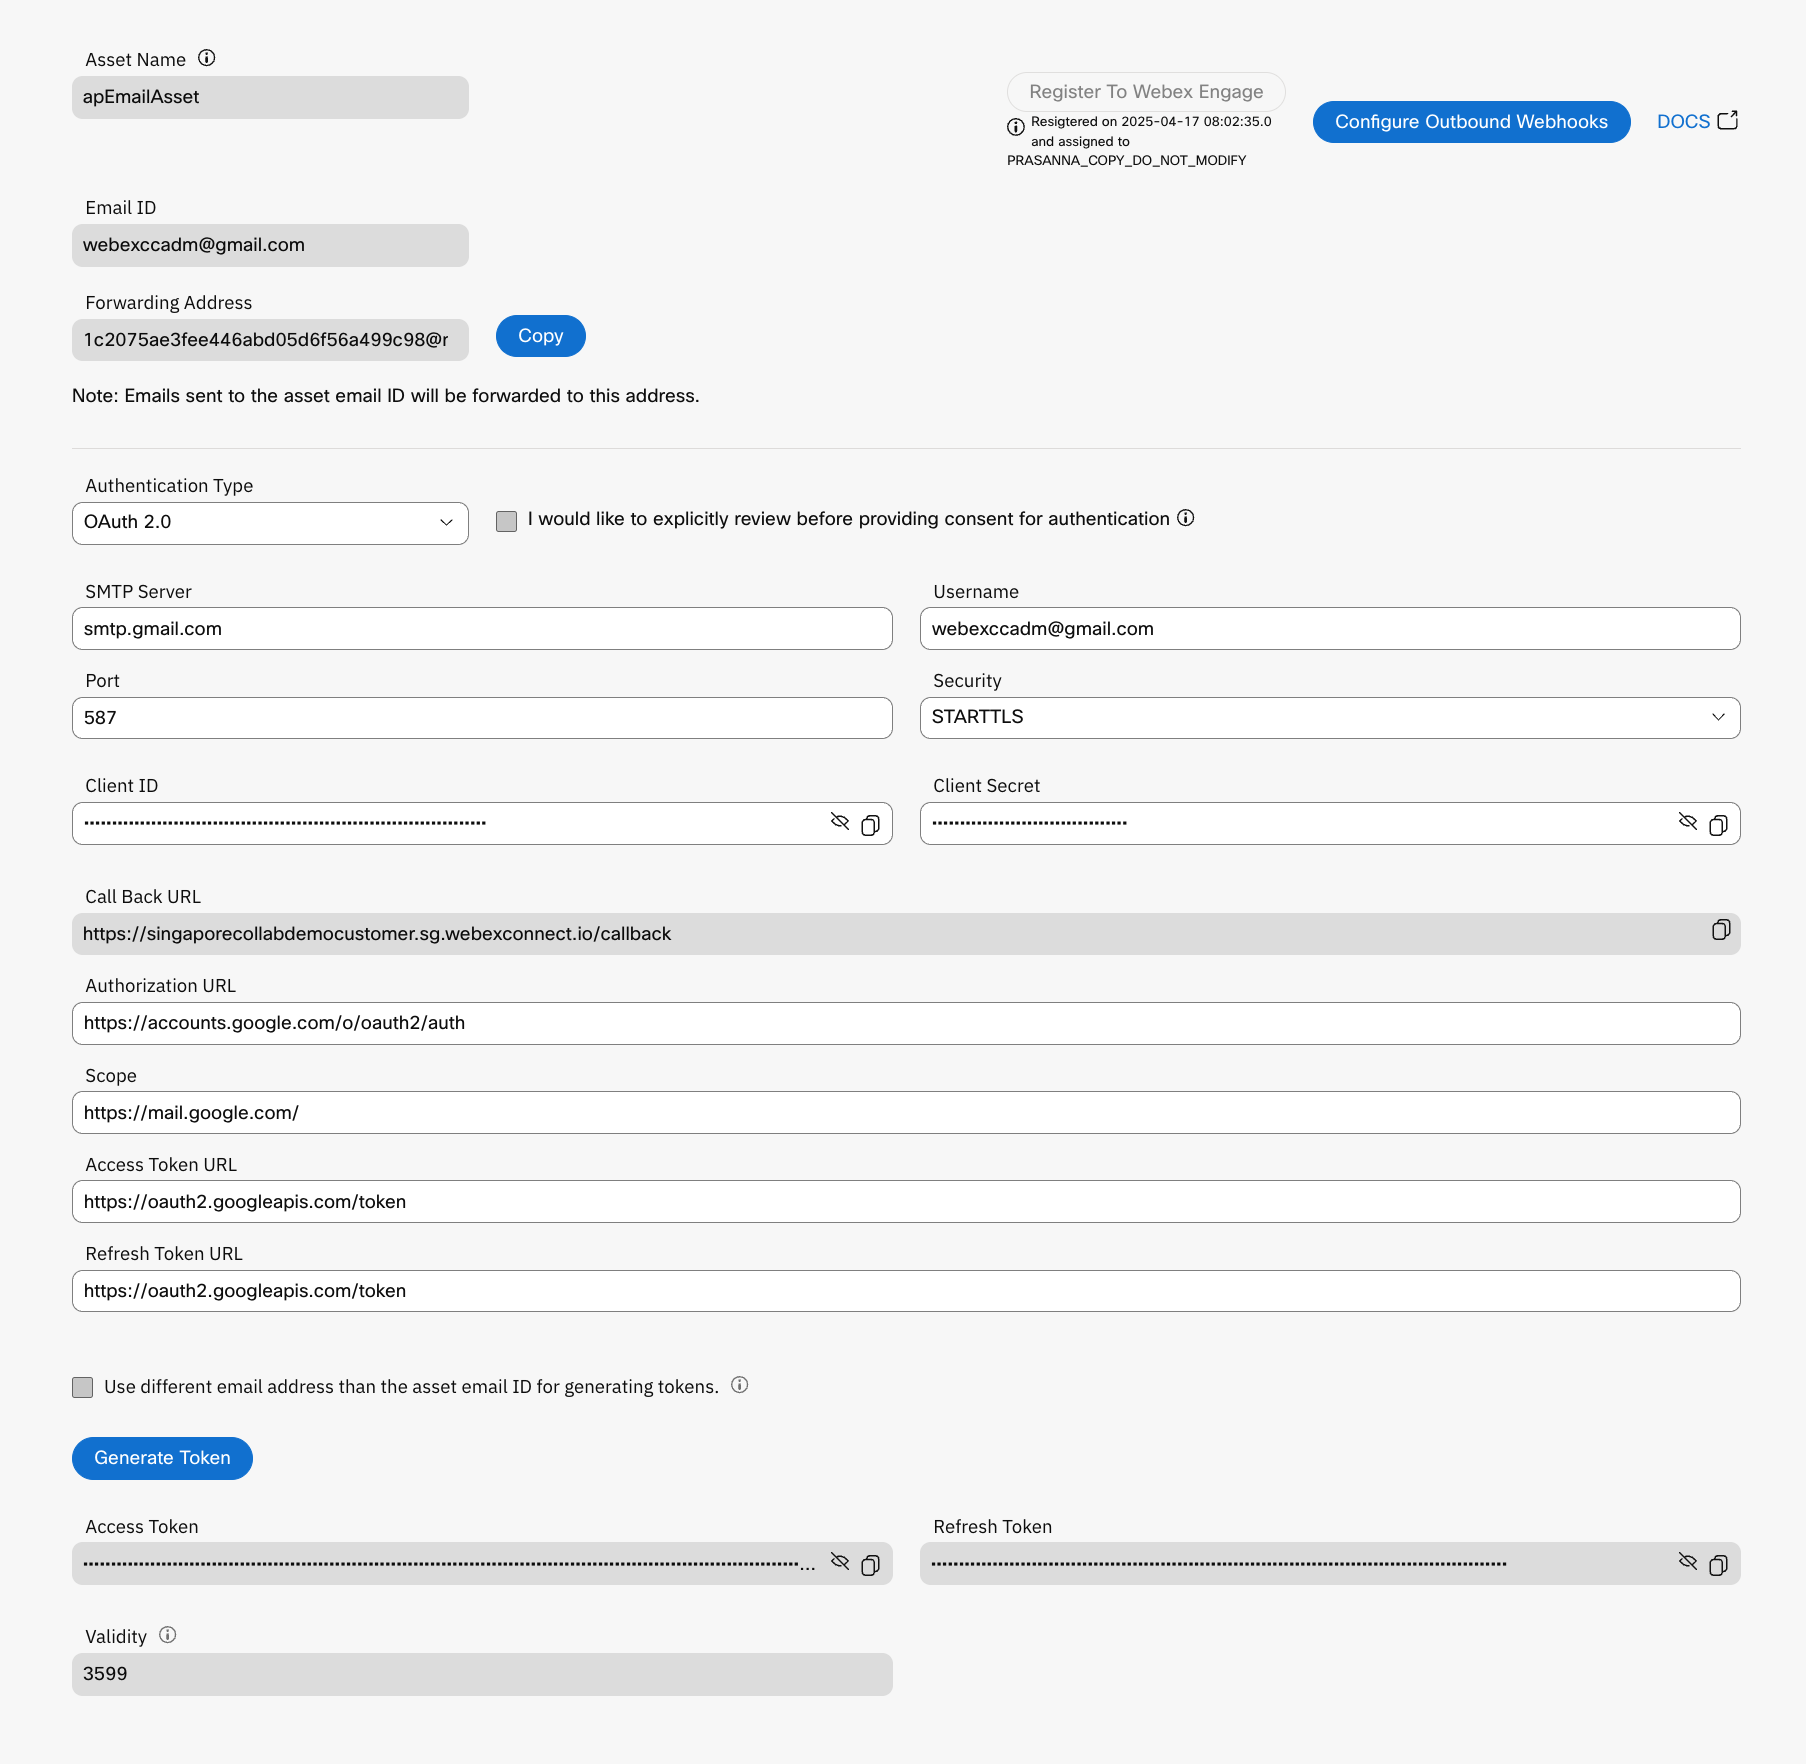 Asset Name
apEmailAsset
Register To Webex Engage
Resigtered on 2025-04-17 08:02:35.0
and assigned to
PRASANNA_COPY_DO_NOT_MODIFY
Configure Outbound Webhooks
DOCS
Email ID
webexccadm@gmail.com
Forwarding Address
1c2075ae3fee446abd05d6f56a499c98@r
Copy
Note: Emails sent to the asset email ID will be forwarded to this address.
Authentication Type
OAuth 2.0
I would like to explicitly review before providing consent for authentication
SMTP Server
smtp.gmail.com
Username
webexccadm@gmail.com
Port
587
Security
STARTTLS
Client ID
Client Secret
Call Back URL
https://singaporecollabdemocustomer.sg.webexconnect.io/callback
Authorization URL
https://accounts.google.com/o/oauth2/auth
Scope
https://mail.google.com/
Access Token URL
https://oauth2.googleapis.com/token
Refresh Token URL
https://oauth2.googleapis.com/token
Use different email address than the asset email ID for generating tokens.
Generate Token
Access Token
Refresh Token
Validity
3599